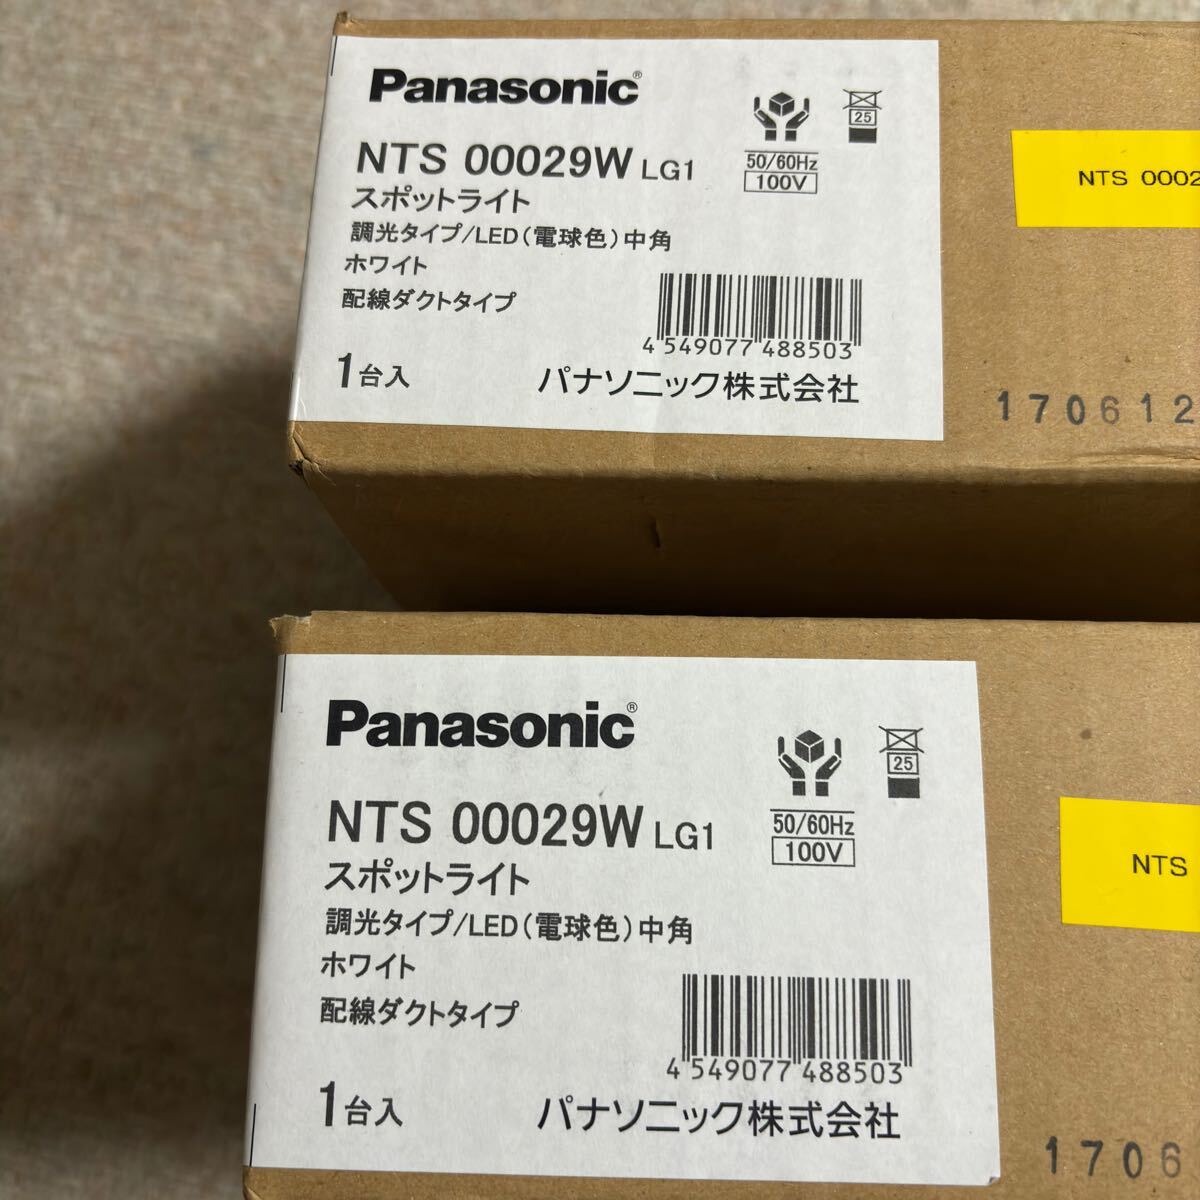 Panasonic®
NTS 00029W LG1
スポットライト
調光タイプ/LED(電球色)中角
ホワイト
配線ダクトタイプ
1台入
50/60Hz
100V
25
4 549077 488503
パナソニック株式会社
NTS 0002
170612
Panasonic®
NTS 00029W LG1
スポットライト
調光タイプ/LED(電球色)中角
ホワイト
配線ダクトタイプ
1台入
50/60Hz
100V
25
4 549077 488503
パナソニック株式会社
NTS
1706